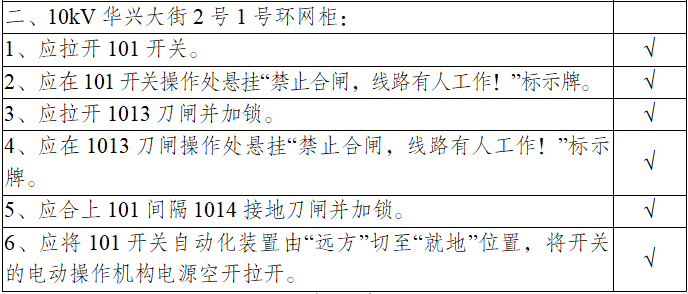 二、10kV 华兴大街 2 号 1 号环网柜：
1、应拉开 101 开关。 √
2、应在 101 开关操作处悬挂“禁止合闸，线路有人工作！”标示牌。 √
3、应拉开 1013 刀闸并加锁。 √
4、应在 1013 刀闸操作处悬挂“禁止合闸，线路有人工作！”标示
牌。 √
5、应合上 101 间隔 1014 接地刀闸并加锁。 √
6、应将 101 开关自动化装置由“远方”切至“就地”位置，将开关
的电动操作机构电源空开拉开。 √